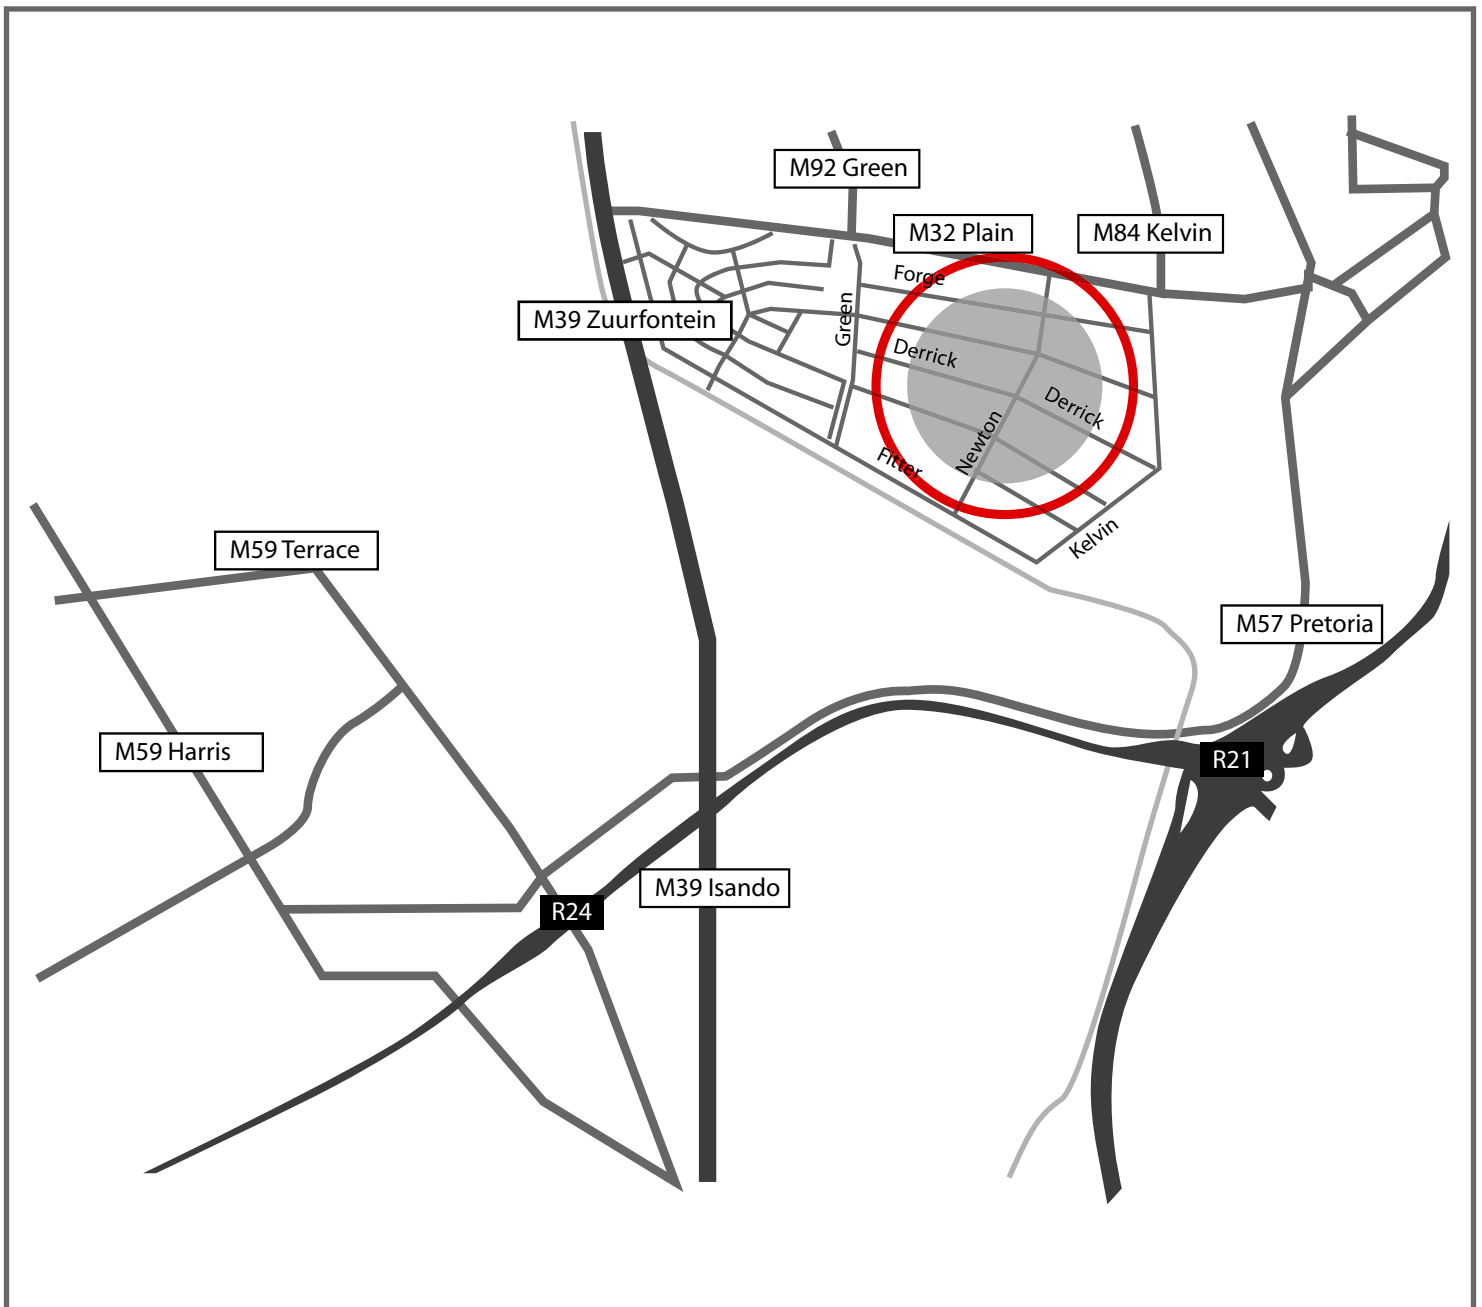 M92 Green
M32 Plain
M84 Kelvin
Forge
M39 Zuurfontein
Green
Derrick
Derrick
Newton
Fitter
Kelvin
M59 Terrace
M57 Pretoria
M59 Harris
R21
M39 Isando
R24